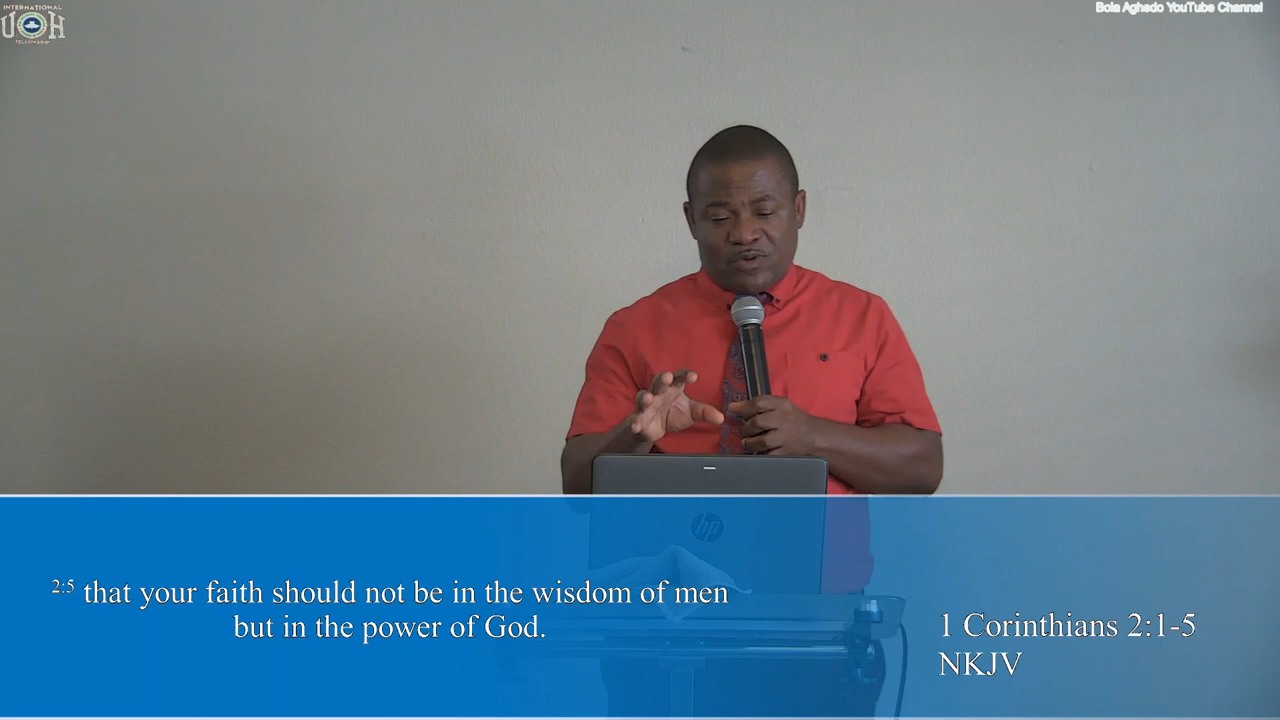 INTERNATIONAL
UOH
FELLOWSHIP
Bola Aghedo YouTube Channel
hp
2:5 that your faith should not be in the wisdom of men
but in the power of God.
1 Corinthians 2:1-5
NKJV